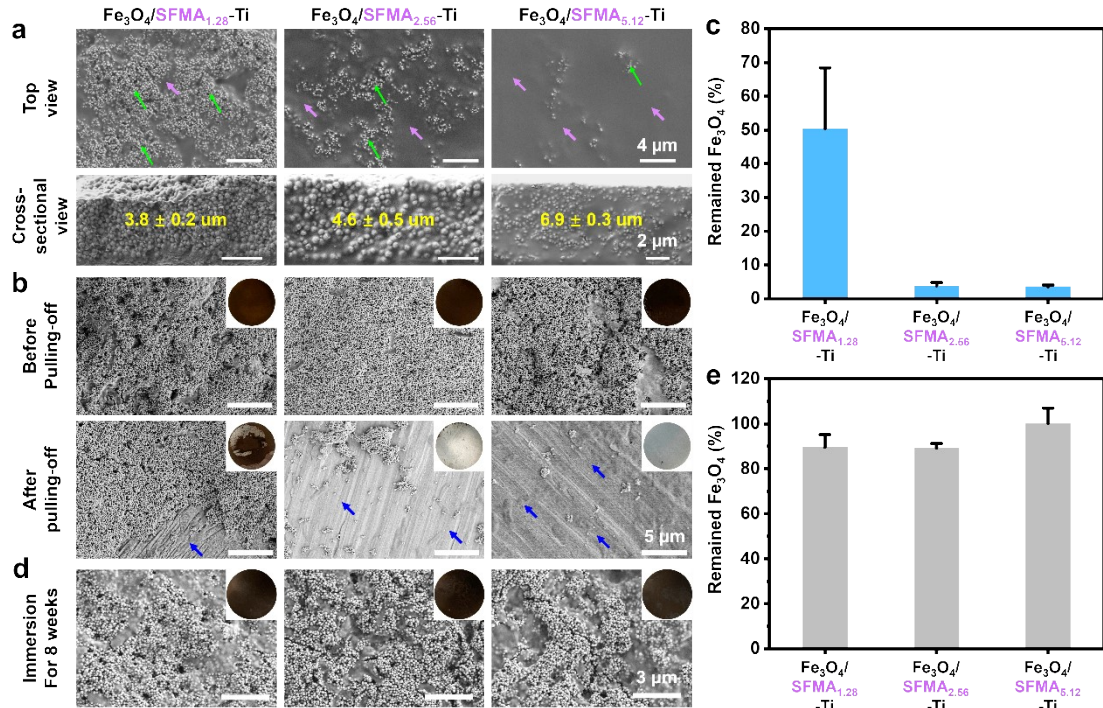 Fe₃O₄/SFMA₁.₂₈-Ti
Fe₃O₄/SFMA₂.₅₆-Ti
Fe₃O₄/SFMA₅.₁₂-Ti
a
Top
view
4 µm
Cross-
sectional
view
3.8 ± 0.2 um
4.6 ± 0.5 um
6.9 ± 0.3 um
2 µm
b
Before
Pulling-off
After
pulling-off
5 µm
d
Immersion
For 8 weeks
3 µm
c
Remained Fe₃O₄ (%)
80
70
60
50
40
30
20
10
0
Fe₃O₄/
SFMA₁.₂₈
-Ti
Fe₃O₄/
SFMA₂.₅₆
-Ti
Fe₃O₄/
SFMA₅.₁₂
-Ti
e
Remained Fe₃O₄ (%)
120
100
80
60
40
20
0
Fe₃O₄/
SFMA₁.₂₈
-Ti
Fe₃O₄/
SFMA₂.₅₆
-Ti
Fe₃O₄/
SFMA₅.₁₂
-Ti